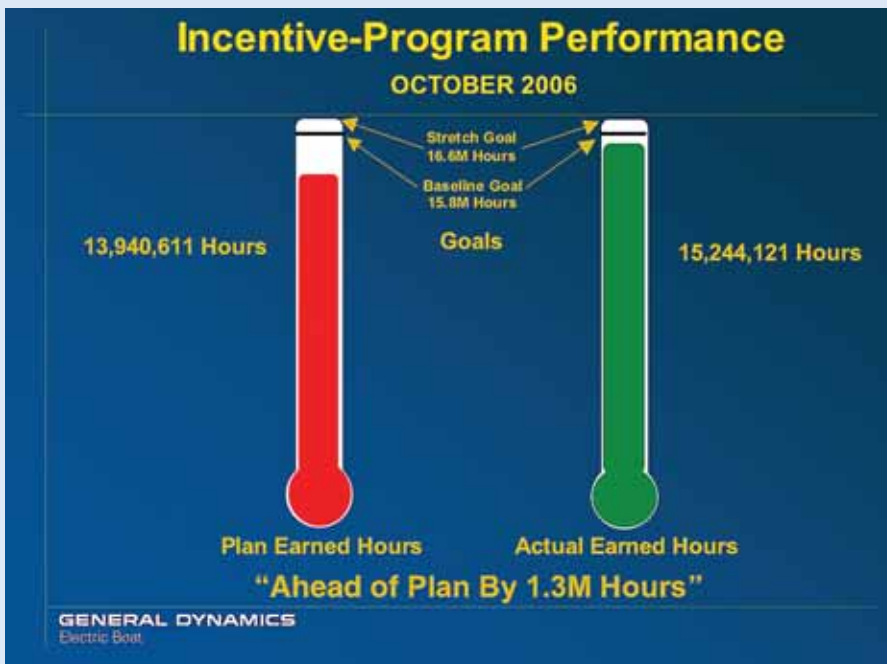 Incentive-Program Performance
OCTOBER 2006
Stretch Goal
16.6M Hours
Baseline Goal
15.8M Hours
Goals
13,940,611 Hours
15,244,121 Hours
Plan Earned Hours
Actual Earned Hours
“Ahead of Plan By 1.3M Hours”
GENERAL DYNAMICS
Electric Boat